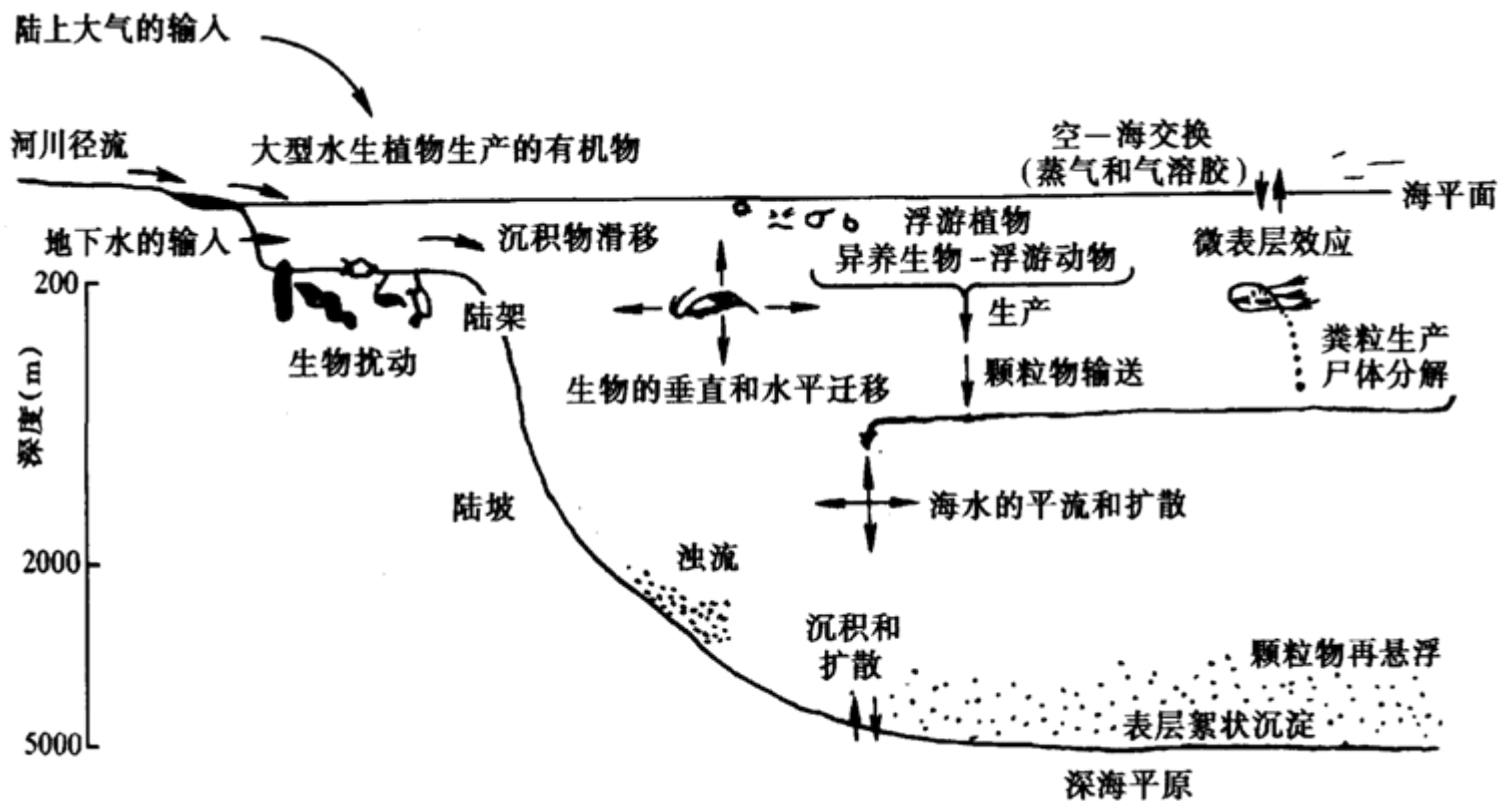 陆上大气的输入
河川径流
大型水生植物生产的有机物
空－海交换
（蒸气和气溶胶）
海平面
地下水的输入
沉积物滑移
浮游植物
异养生物－浮游动物
微表层效应
200
陆架
生产
生物扰动
生物的垂直和水平迁移
颗粒物输送
粪粒生产
尸体分解
深度(m)
陆坡
海水的平流和扩散
2000
浊流
沉积和
扩散
颗粒物再悬浮
表层絮状沉淀
5000
深海平原